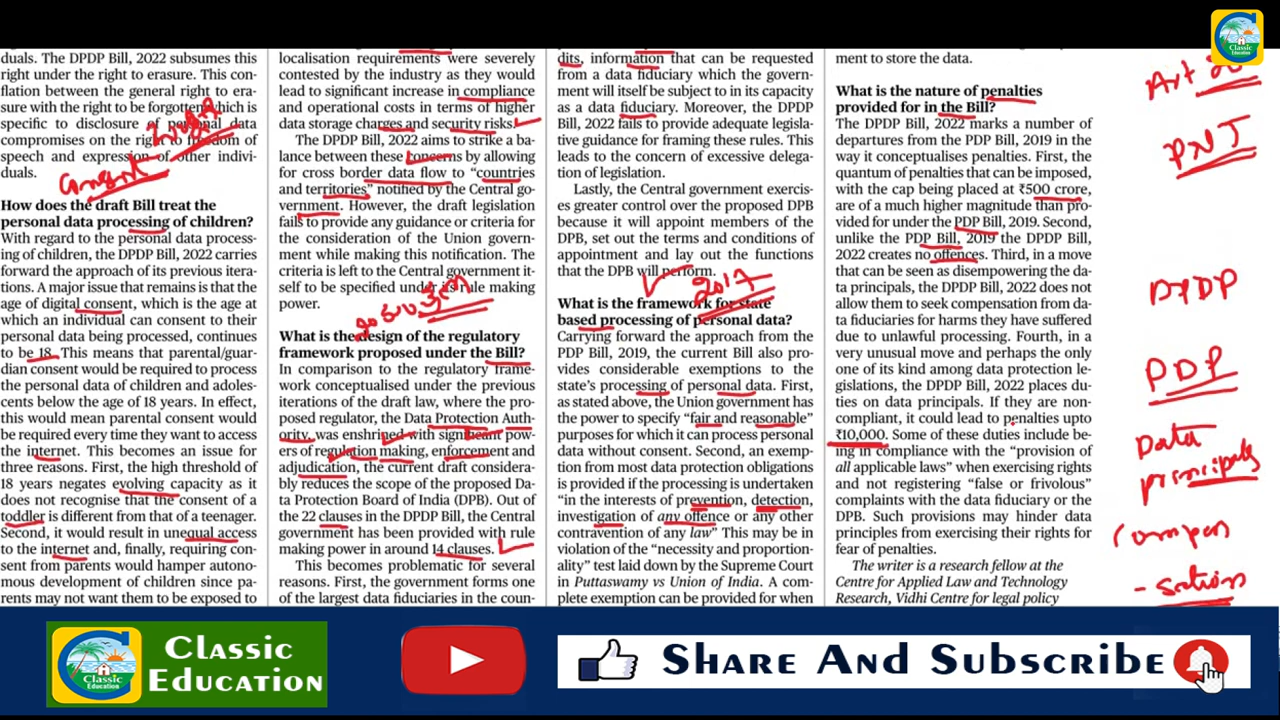 duals. The DPDP Bill, 2022 subsumes this
right under the right to erasure. This con-
flation between the general right to era-
sure with the right to be forgotten which is
specific to disclosure of personal data
compromises on the right to freedom of
speech and expression of other indivi-
duals.
How does the draft Bill treat the
personal data processing of children?
With regard to the personal data process-
ing of children, the DPDP Bill, 2022 carries
forward the approach of its previous itera-
tions. A major issue that remains is that the
age of digital consent, which is the age at
which an individual can consent to their
personal data being processed, continues
to be 18. This means that parental/guar-
dian consent would be required to process
the personal data of children and adoles-
cents below the age of 18 years. In effect,
this would mean parental consent would
be required every time they want to access
the internet. This becomes an issue for
three reasons. First, the high threshold of
18 years negates evolving capacity as it
does not recognise that the consent of a
toddler is different from that of a teenager.
Second, it would result in unequal access
to the internet and, finally, requiring con-
sent from parents would hamper autono-
mous development of children since pa-
rents may not want them to be exposed to
Consent
localisation requirements were severely
contested by the industry as they would
lead to significant increase in compliance
and operational costs in terms of higher
data storage charges and security risks.
The DPDP Bill, 2022 aims to strike a ba-
lance between these concerns by allowing
for cross border data flow to “countries
and territories” notified by the Central go-
vernment. However, the draft legislation
fails to provide any guidance or criteria for
the consideration of the Union govern-
ment while making this notification. The
criteria is left to the Central government it-
self to be specified under its rule making
power.
What is the design of the regulatory
framework proposed under the Bill?
In comparison to the regulatory frame-
work conceptualised under the previous
iterations of the draft law, where the pro-
posed regulator, the Data Protection Auth-
ority, was enshrined with significant pow-
ers of regulation making, enforcement and
adjudication, the current draft considera-
bly reduces the scope of the proposed Da-
ta Protection Board of India (DPB). Out of
the 22 clauses in the DPDP Bill, the Central
government has been provided with rule
making power in around 14 clauses.
This becomes problematic for several
reasons. First, the government forms one
of the largest data fiduciaries in the coun-
dits, information that can be requested
from a data fiduciary which the govern-
ment will itself be subject to in its capacity
as a data fiduciary. Moreover, the DPDP
Bill, 2022 fails to provide adequate legisla-
tive guidance for framing these rules. This
leads to the concern of excessive delega-
tion of legislation.
Lastly, the Central government exercis-
es greater control over the proposed DPB
because it will appoint members of the
DPB, set out the terms and conditions of
appointment and lay out the functions
that the DPB will perform.
2017
What is the framework for state
based processing of personal data?
Carrying forward the approach from the
PDP Bill, 2019, the current Bill also pro-
vides considerable exemptions to the
state’s processing of personal data. First,
as stated above, the Union government has
the power to specify “fair and reasonable”
purposes for which it can process personal
data without consent. Second, an exemp-
tion from most data protection obligations
is provided if the processing is undertaken
“in the interests of prevention, detection,
investigation of any offence or any other
contravention of any law” This may be in
violation of the “necessity and proportion-
ality” test laid down by the Supreme Court
in Puttaswamy vs Union of India. A com-
plete exemption can be provided for when
ment to store the data.
What is the nature of penalties
provided for in the Bill?
The DPDP Bill, 2022 marks a number of
departures from the PDP Bill, 2019 in
the way it conceptualises penalties. First, the
quantum of penalties that can be imposed,
with the cap being placed at ₹500 crore,
are of a much higher magnitude than pro-
vided for under the PDP Bill, 2019. Second,
unlike the PDP Bill, 2019 the DPDP Bill,
2022 creates no offences. Third, in a move
that can be seen as disempowering the da-
ta principals, the DPDP Bill, 2022 does not
allow them to seek compensation from da-
ta fiduciaries for harms they have suffered
due to unlawful processing. Fourth, in a
very unusual move and perhaps the only
one of its kind among data protection le-
gislations, the DPDP Bill, 2022 places du-
ties on data principals. If they are non-
compliant, it could lead to penalties upto
₹10,000. Some of these duties include be-
ing in compliance with the “provision of
all applicable laws” when exercising rights
and not registering “false or frivolous”
complaints with the data fiduciary or the
DPB. Such provisions may hinder data
principles from exercising their rights for
fear of penalties.
The writer is a research fellow at the
Centre for Applied Law and Technology
Research, Vidhi Centre for legal policy
Art
PNJ
DPDP
PDP
Data
principals
compen
-sation
Classic
Education
Classic
Education
Classic
Education
Share And Subscribe